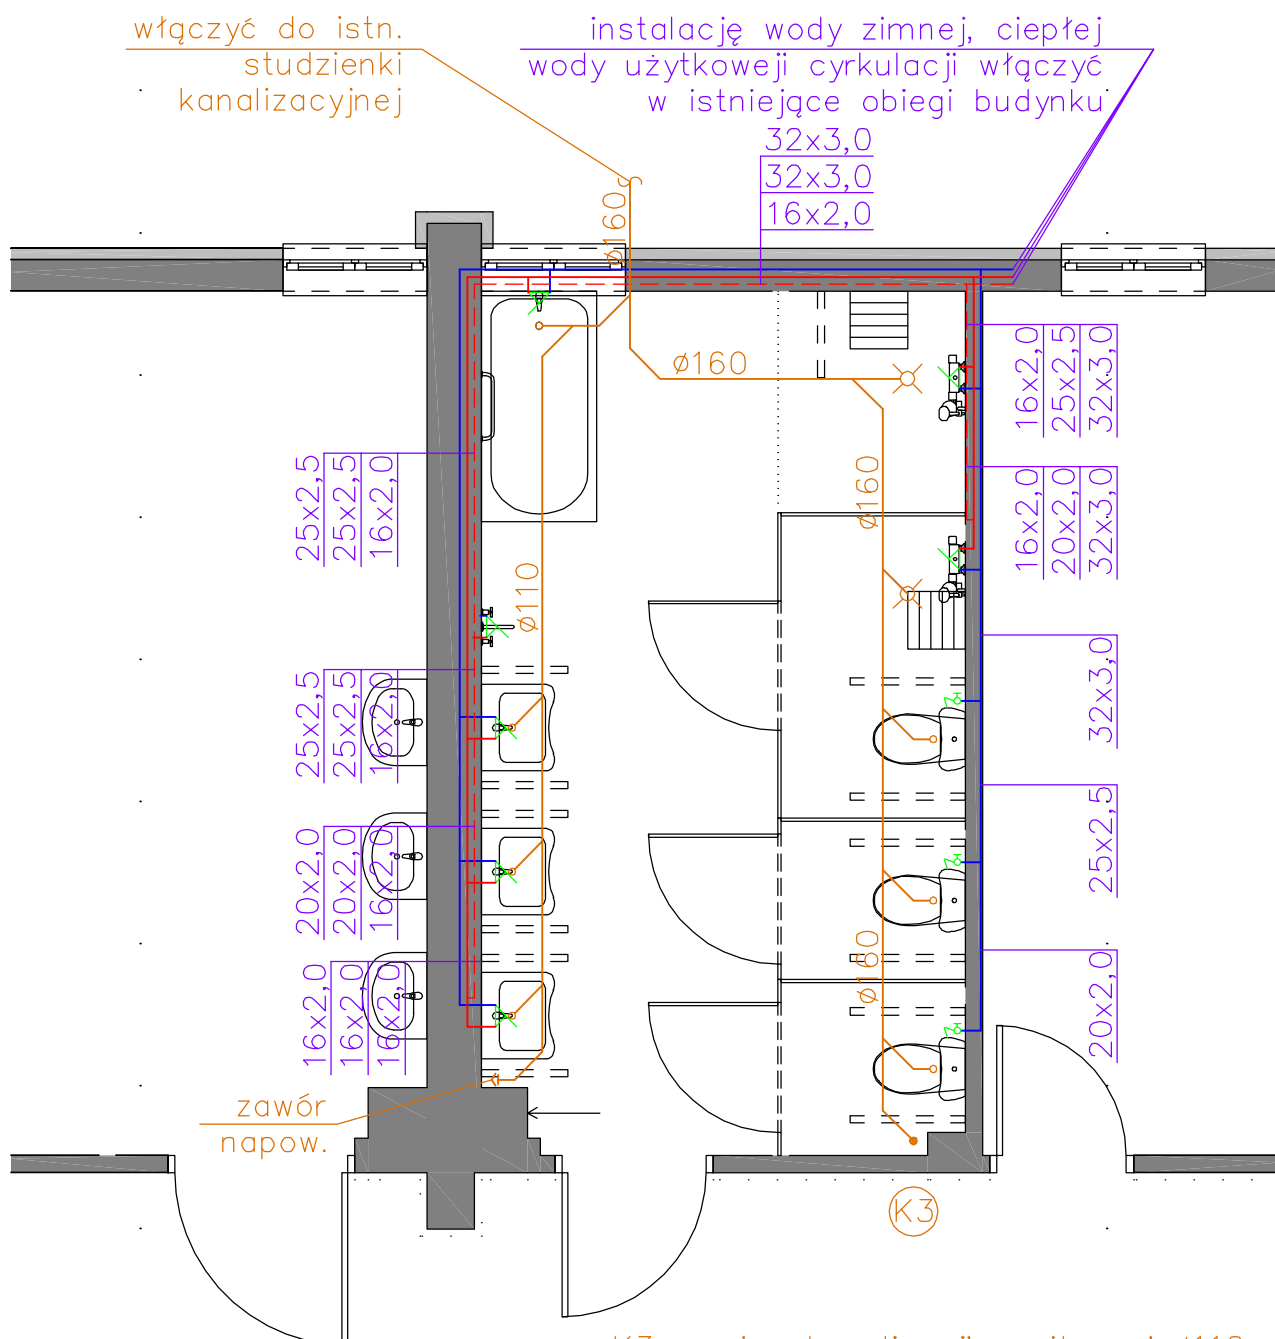 włączyć do istn.
studzienki
kanalizacyjnej
instalację wody zimnej, ciepłej
wody użytkoweji cyrkulacji włączyć
w istniejące obiegi budynku
32x3,0
32x3,0
16x2,0
ø160
ø160
16x2,0
25x2,5
32x3,0
25x2,5
25x2,5
16x2,0
ø160
16x2,0
20x2,0
32x3,0
ø110
25x2,5
25x2,5
16x2,0
32x3,0
20x2,0
20x2,0
16x2,0
25x2,5
16x2,0
16x2,0
16x2,0
ø160
20x2,0
zawór
napow.
K3